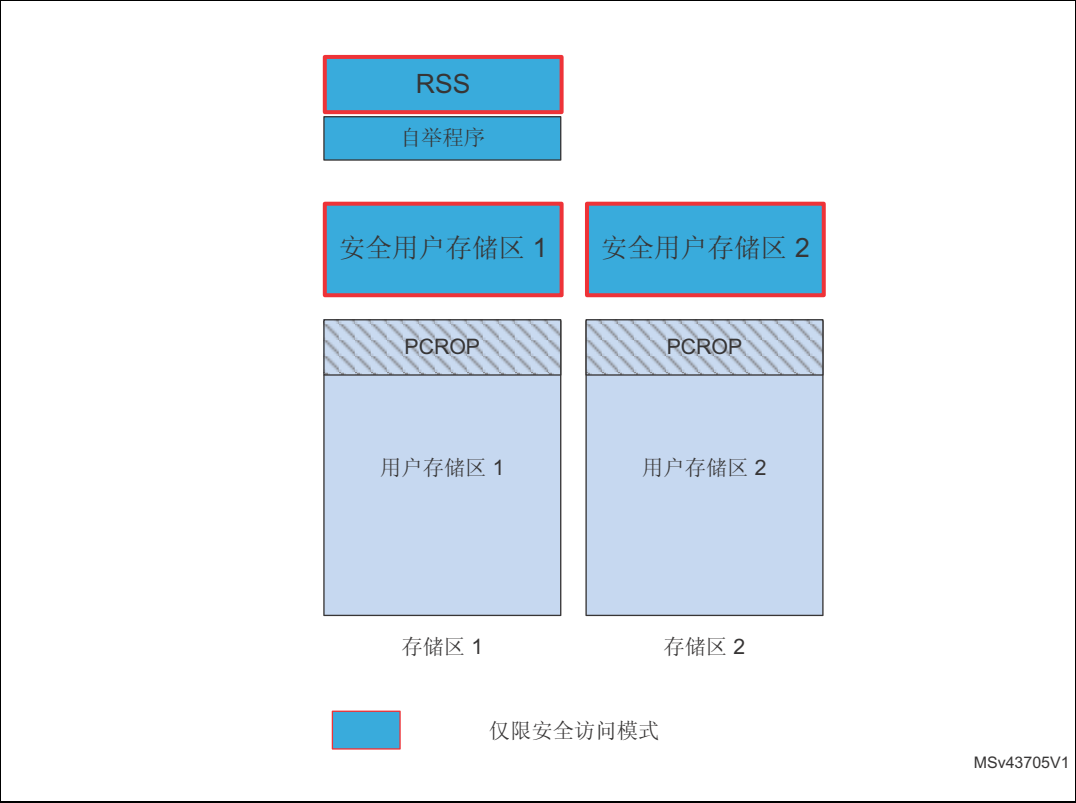 RSS
自举程序
安全用户存储区 1
安全用户存储区 2
PCROP
PCROP
用户存储区 1
用户存储区 2
存储区 1
存储区 2
仅限安全访问模式
MSv43705V1